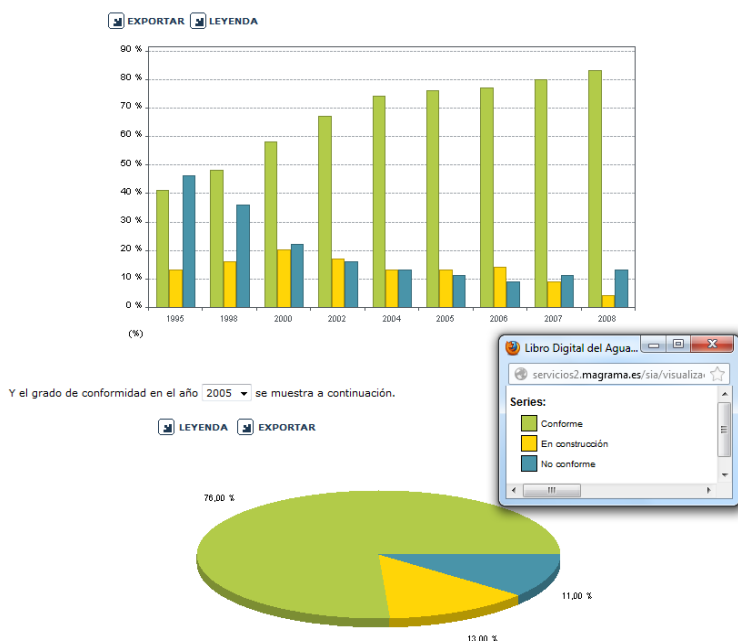 EXPORTAR LEYENDA
90 %
80 %
70 %
60 %
50 %
40 %
30 %
20 %
10 %
0 %
1995 1998 2000 2002 2004 2005 2006 2007 2008
(%)
Libro Digital del Agua...
servicios2.magrama.es/sia/visualiza
Series:
Conforme
En construcción
No conforme
Y el grado de conformidad en el año 2005 se muestra a continuación.
LEYENDA EXPORTAR
76,00 %
11,00 %
13,00 %